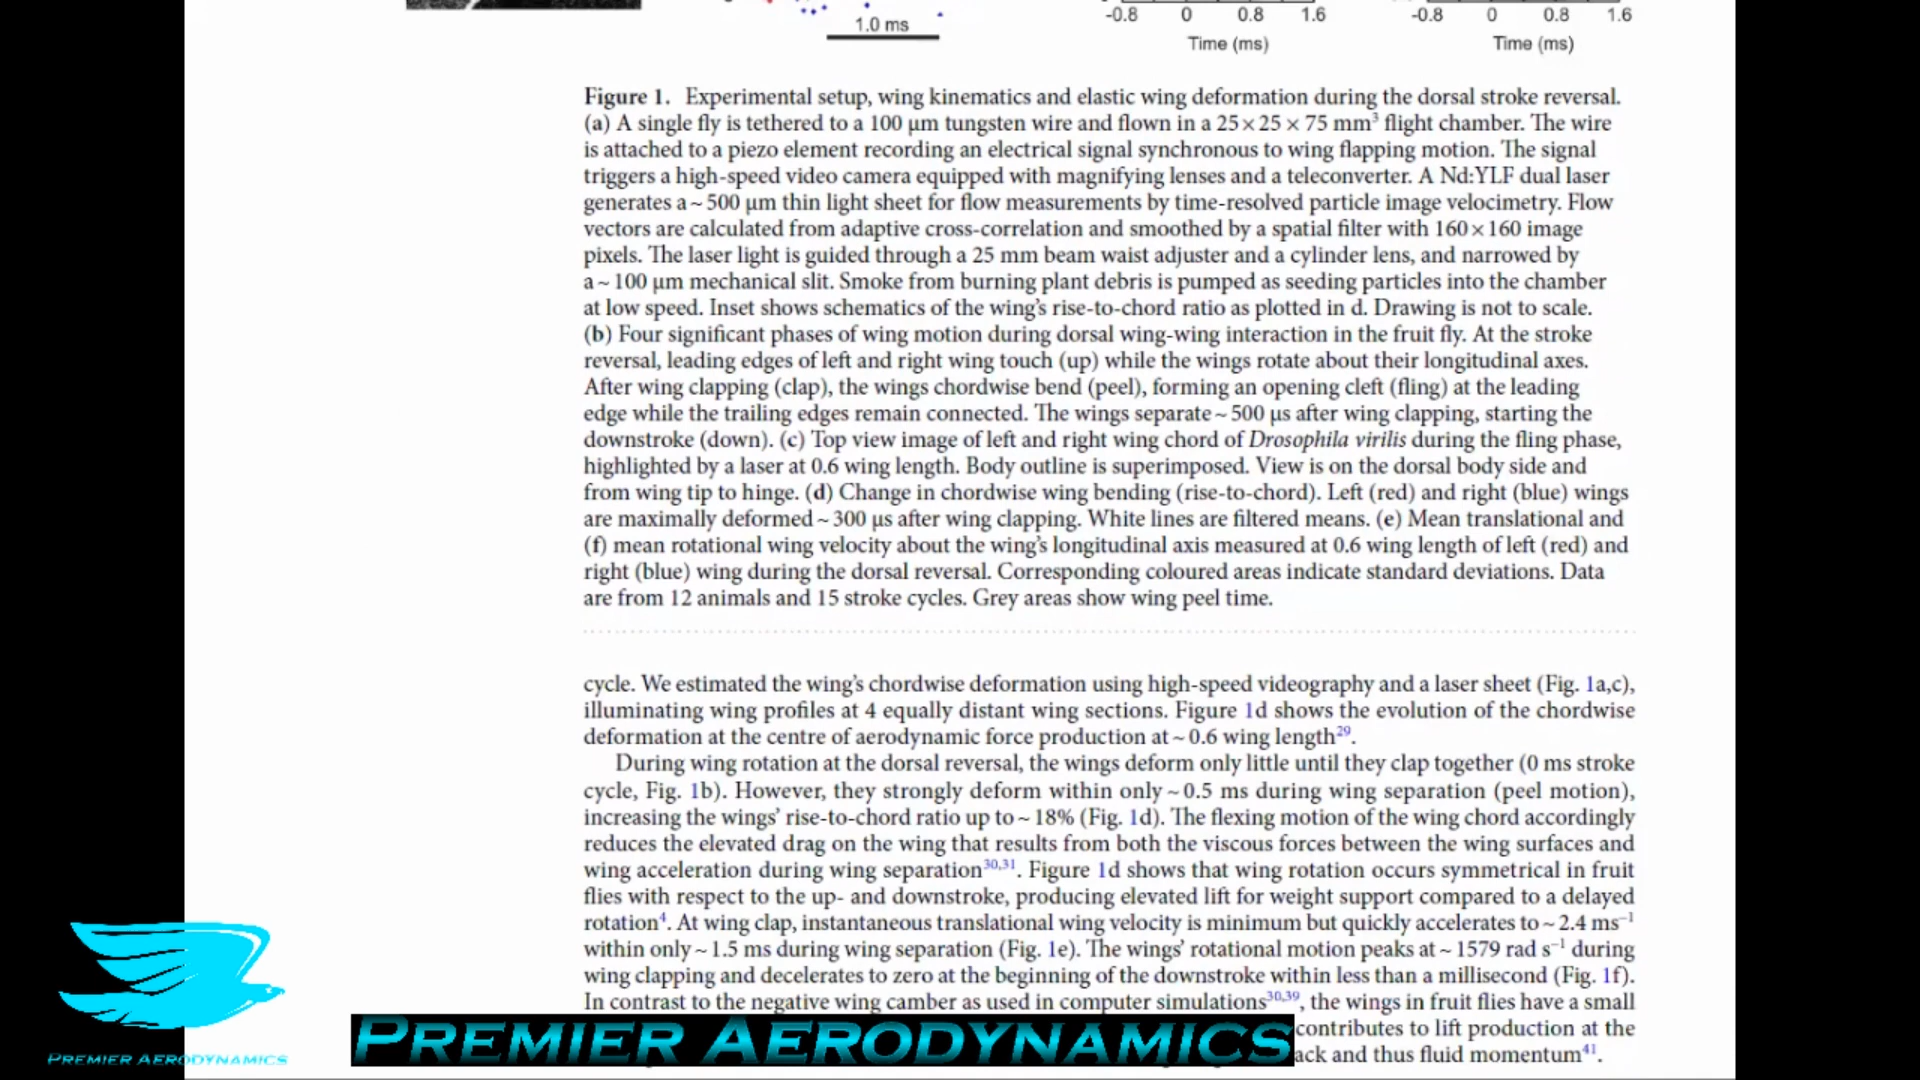 1.0 ms
-0.8 0 0.8 1.6
Time (ms)
-0.8 0 0.8 1.6
Time (ms)
Figure 1. Experimental setup, wing kinematics and elastic wing deformation during the dorsal stroke reversal.
(a) A single fly is tethered to a 100 µm tungsten wire and flown in a 25 × 25 × 75 mm³ flight chamber. The wire
is attached to a piezo element recording an electrical signal synchronous to wing flapping motion. The signal
triggers a high-speed video camera equipped with magnifying lenses and a teleconverter. A Nd:YLF dual laser
generates a ~ 500 µm thin light sheet for flow measurements by time-resolved particle image velocimetry. Flow
vectors are calculated from adaptive cross-correlation and smoothed by a spatial filter with 160 × 160 image
pixels. The laser light is guided through a 25 mm beam waist adjuster and a cylinder lens, and narrowed by
a ~ 100 µm mechanical slit. Smoke from burning plant debris is pumped as seeding particles into the chamber
at low speed. Inset shows schematics of the wing's rise-to-chord ratio as plotted in d. Drawing is not to scale.
(b) Four significant phases of wing motion during dorsal wing-wing interaction in the fruit fly. At the stroke
reversal, leading edges of left and right wing touch (up) while the wings rotate about their longitudinal axes.
After wing clapping (clap), the wings chordwise bend (peel), forming an opening cleft (fling) at the leading
edge while the trailing edges remain connected. The wings separate ~ 500 µs after wing clapping, starting the
downstroke (down). (c) Top view image of left and right wing chord of Drosophila virilis during the fling phase,
highlighted by a laser at 0.6 wing length. Body outline is superimposed. View is on the dorsal body side and
from wing tip to hinge. (d) Change in chordwise wing bending (rise-to-chord). Left (red) and right (blue) wings
are maximally deformed ~ 300 µs after wing clapping. White lines are filtered means. (e) Mean translational and
(f) mean rotational wing velocity about the wing's longitudinal axis measured at 0.6 wing length of left (red) and
right (blue) wing during the dorsal reversal. Corresponding coloured areas indicate standard deviations. Data
are from 12 animals and 15 stroke cycles. Grey areas show wing peel time.
cycle. We estimated the wing's chordwise deformation using high-speed videography and a laser sheet (Fig. 1a,c),
illuminating wing profiles at 4 equally distant wing sections. Figure 1d shows the evolution of the chordwise
deformation at the centre of aerodynamic force production at ~ 0.6 wing length²⁹.
During wing rotation at the dorsal reversal, the wings deform only little until they clap together (0 ms stroke
cycle, Fig. 1b). However, they strongly deform within only ~ 0.5 ms during wing separation (peel motion),
increasing the wings' rise-to-chord ratio up to ~ 18% (Fig. 1d). The flexing motion of the wing chord accordingly
reduces the elevated drag on the wing that results from both the viscous forces between the wing surfaces and
wing acceleration during wing separation³⁰,³¹. Figure 1d shows that wing rotation occurs symmetrical in fruit
flies with respect to the up- and downstroke, producing elevated lift for weight support compared to a delayed
rotation⁴. At wing clap, instantaneous translational wing velocity is minimum but quickly accelerates to ~ 2.4 ms⁻¹
within only ~ 1.5 ms during wing separation (Fig. 1e). The wings' rotational motion peaks at ~ 1579 rad s⁻¹ during
wing clapping and decelerates to zero at the beginning of the downstroke within less than a millisecond (Fig. 1f).
In contrast to the negative wing camber as used in computer simulations³⁰,³⁹, the wings in fruit flies have a small
contributes to lift production at the
ack and thus fluid momentum⁴¹.
PREMIER AERODYNAMICS
PREMIER AERODYNAMICS